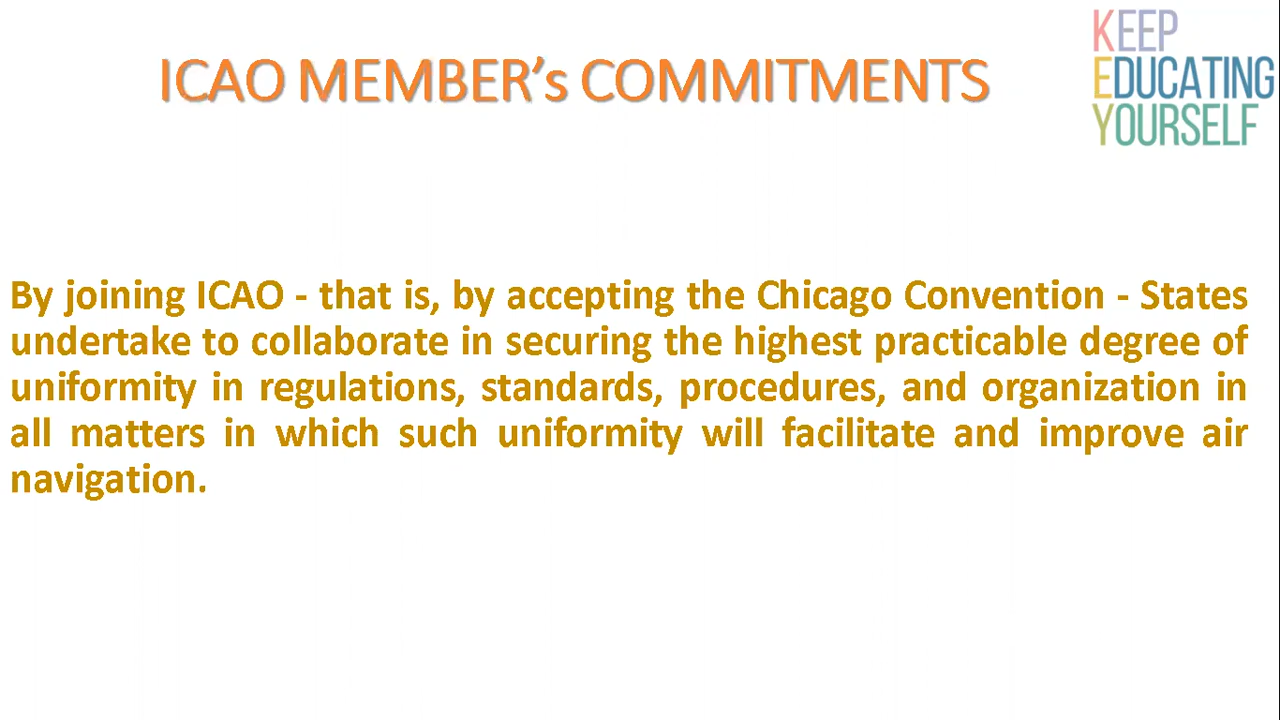 ICAO MEMBER's COMMITMENTS
KEEP
EDUCATING
YOURSELF
By joining ICAO - that is, by accepting the Chicago Convention - States
undertake to collaborate in securing the highest practicable degree of
uniformity in regulations, standards, procedures, and organization in
all matters in which such uniformity will facilitate and improve air
navigation.